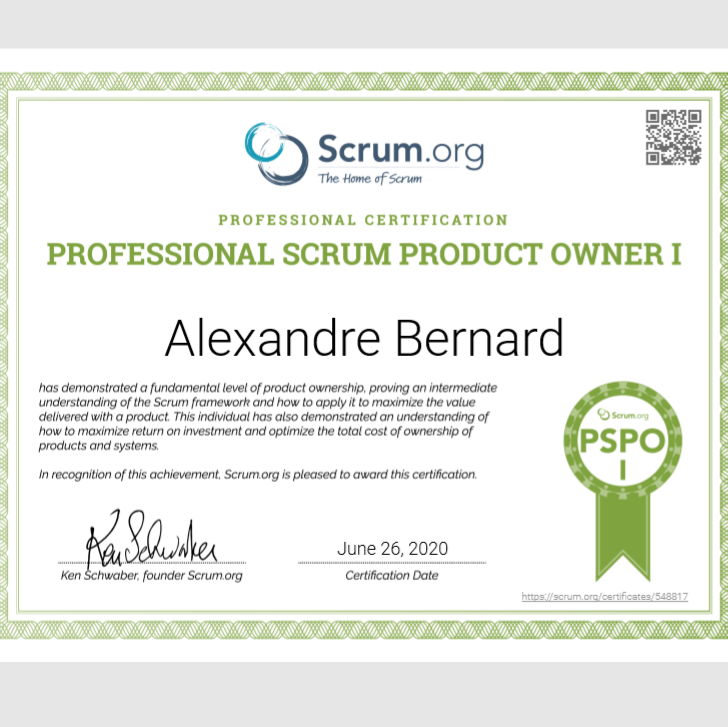 Scrum.org
The Home of Scrum
PROFESSIONAL CERTIFICATION
PROFESSIONAL SCRUM PRODUCT OWNER I
Alexandre Bernard
has demonstrated a fundamental level of product ownership, proving an intermediate
understanding of the Scrum framework and how to apply it to maximize the value
delivered with a product. This individual has also demonstrated an understanding of
how to maximize return on investment and optimize the total cost of ownership of
products and systems.
In recognition of this achievement, Scrum.org is pleased to award this certification.
Scrum.org
PSPO
I
Ken Schwaber
June 26, 2020
Ken Schwaber, founder Scrum.org
Certification Date
https://scrum.org/certificates/548817